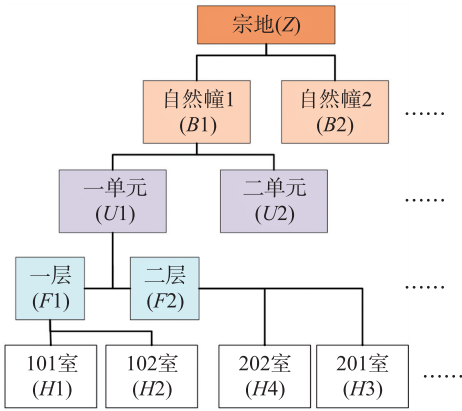 宗地(Z)
自然幢1
(B1)
自然幢2
(B2)
……
一单元
(U1)
二单元
(U2)
……
一层
(F1)
二层
(F2)
……
101室
(H1)
102室
(H2)
202室
(H4)
201室
(H3)
……